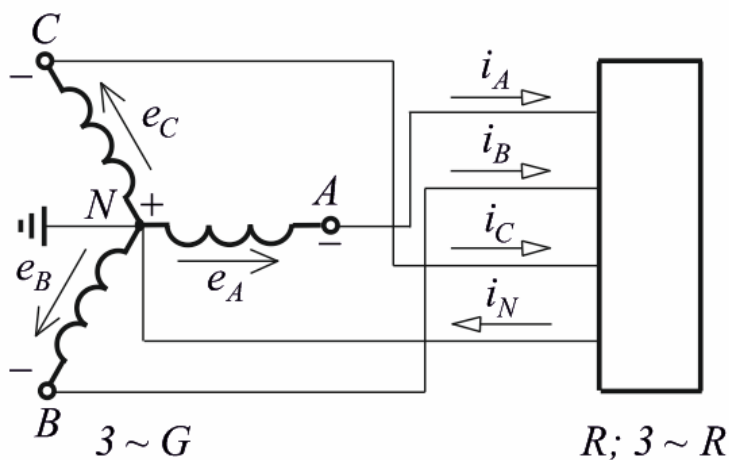 C
−
i_A
e_C
i_B
N + A
−
i_C
e_B
e_A
i_N
−
B
3 ~ G
R; 3 ~ R